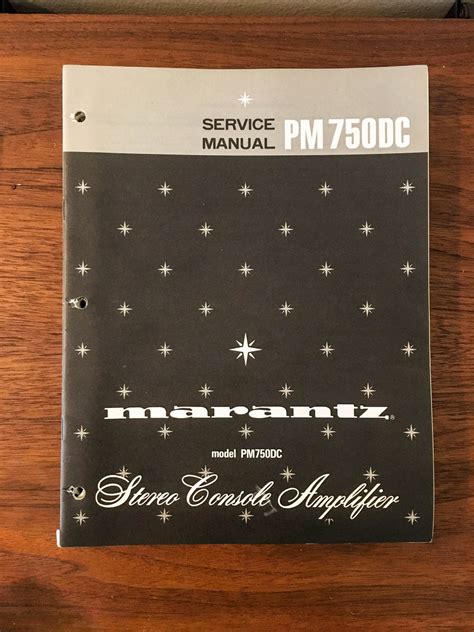 SERVICE
MANUAL PM750DC
marantz®
model PM750DC
Stereo Console Amplifier